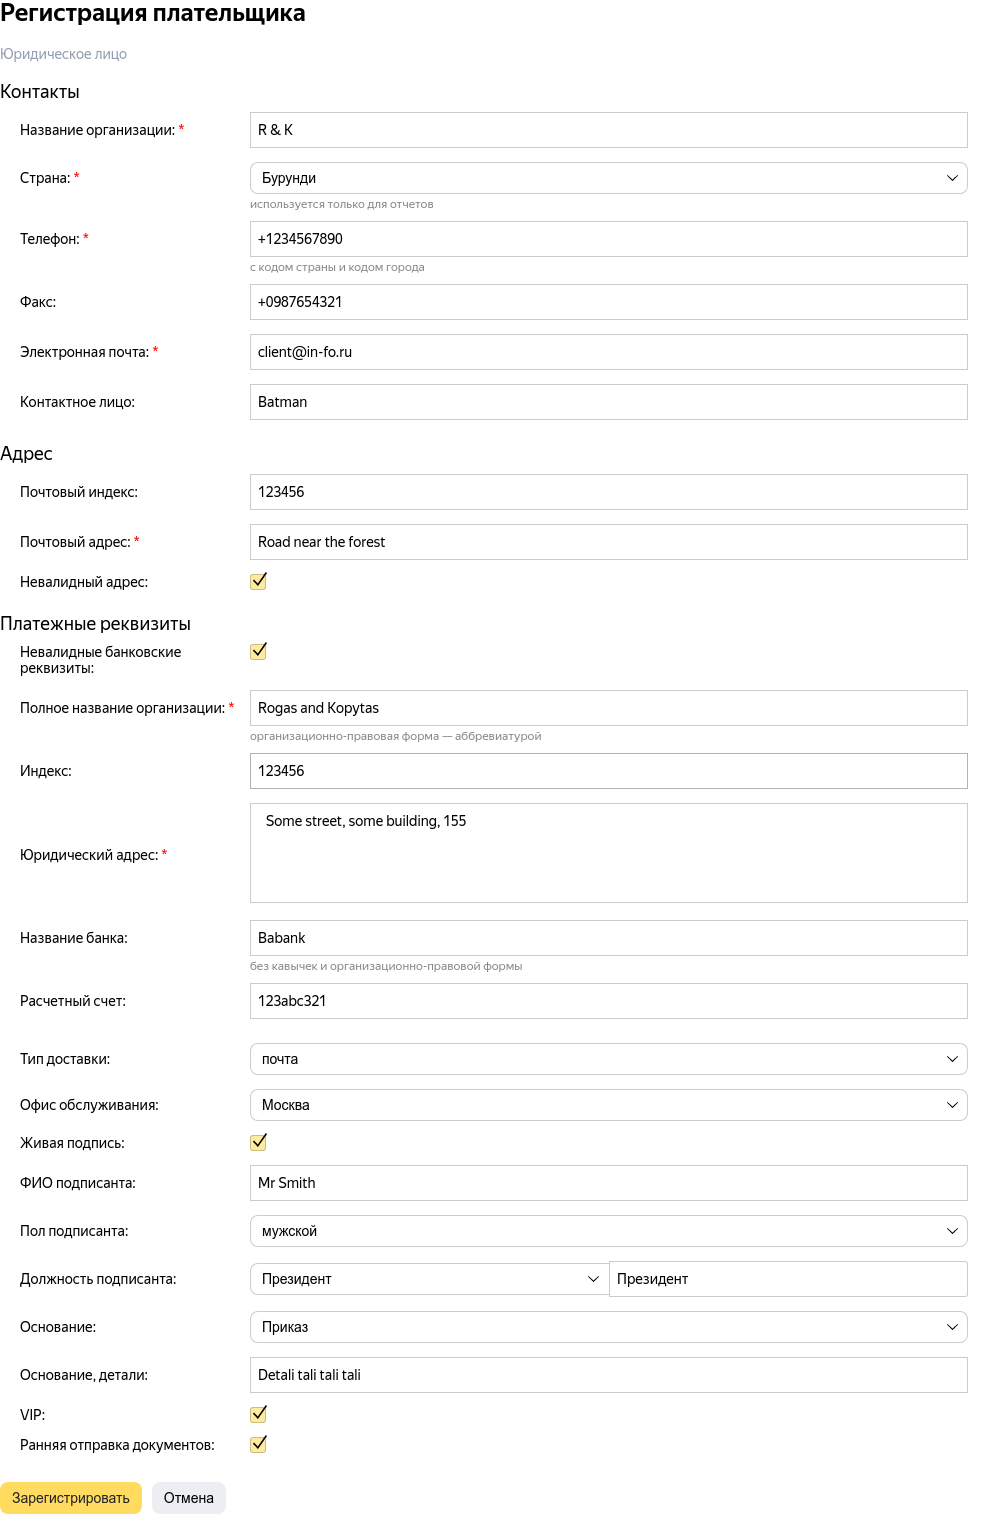 Регистрация плательщика
Юридическое лицо
Контакты
Название организации: * R & K
Страна: * Бурунди
используется только для отчетов
Телефон: * +1234567890
с кодом страны и кодом города
Факс: +0987654321
Электронная почта: * client@in-fo.ru
Контактное лицо: Batman
Адрес
Почтовый индекс: 123456
Почтовый адрес: * Road near the forest
Невалидный адрес:
Платежные реквизиты
Невалидные банковские
реквизиты:
Полное название организации: * Rogas and Kopytas
организационно-правовая форма — аббревиатурой
Индекс: 123456
Some street, some building, 155
Юридический адрес: *
Название банка: Babank
без кавычек и организационно-правовой формы
Расчетный счет: 123abc321
Тип доставки: почта
Офис обслуживания: Москва
Живая подпись:
ФИО подписанта: Mr Smith
Пол подписанта: мужской
Должность подписанта: Президент Президент
Основание: Приказ
Основание, детали: Detali tali tali tali
VIP:
Ранняя отправка документов:
Зарегистрировать Отмена